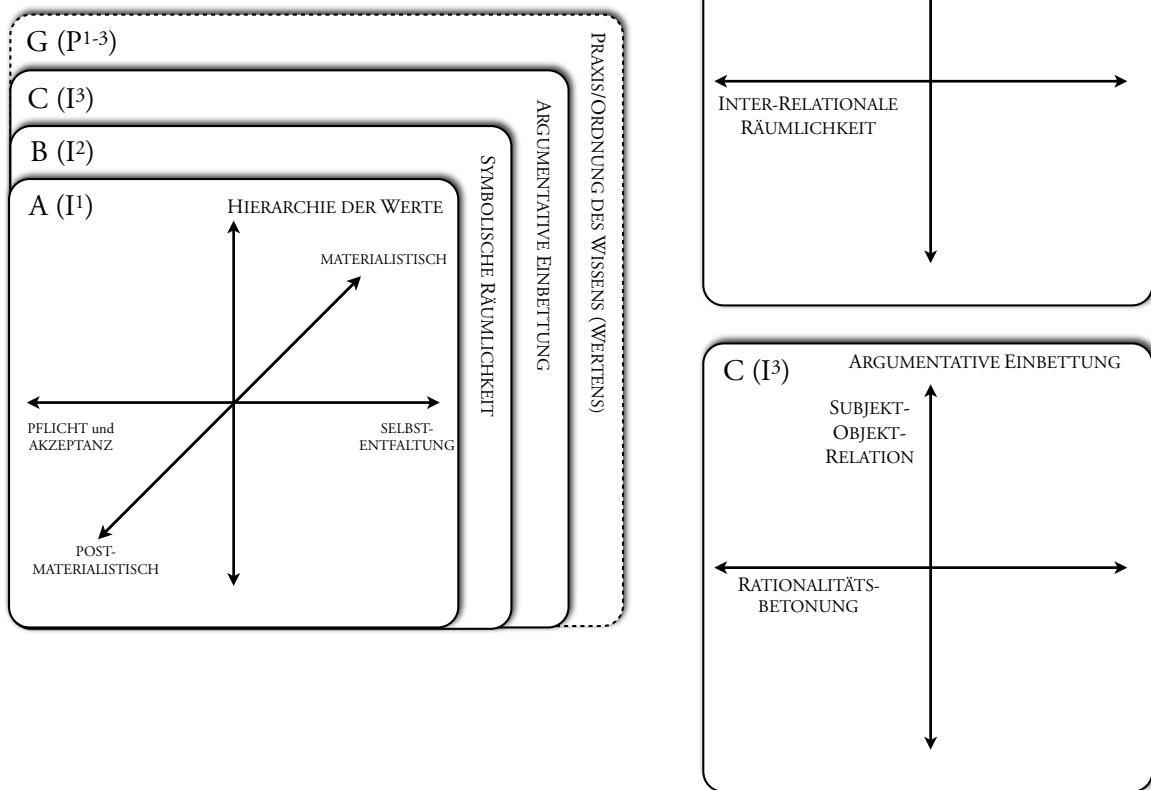 G (P1-3)
PRAXIS/ORDNUNG DES WISSENS (WERTENS)
C (I3)
ARGUMENTATIVE EINBETTUNG
B (I2)
SYMBOLISCHE RÄUMLICHKEIT
A (I1)
HIERARCHIE DER WERTE
MATERIALISTISCH
PFLICHT und
AKZEPTANZ
SELBST-
ENTFALTUNG
POST-
MATERIALISTISCH
INTER-RELATIONALE
RÄUMLICHKEIT
C (I3)
ARGUMENTATIVE EINBETTUNG
SUBJEKT-
OBJEKT-
RELATION
RATIONALITÄTS-
BETONUNG